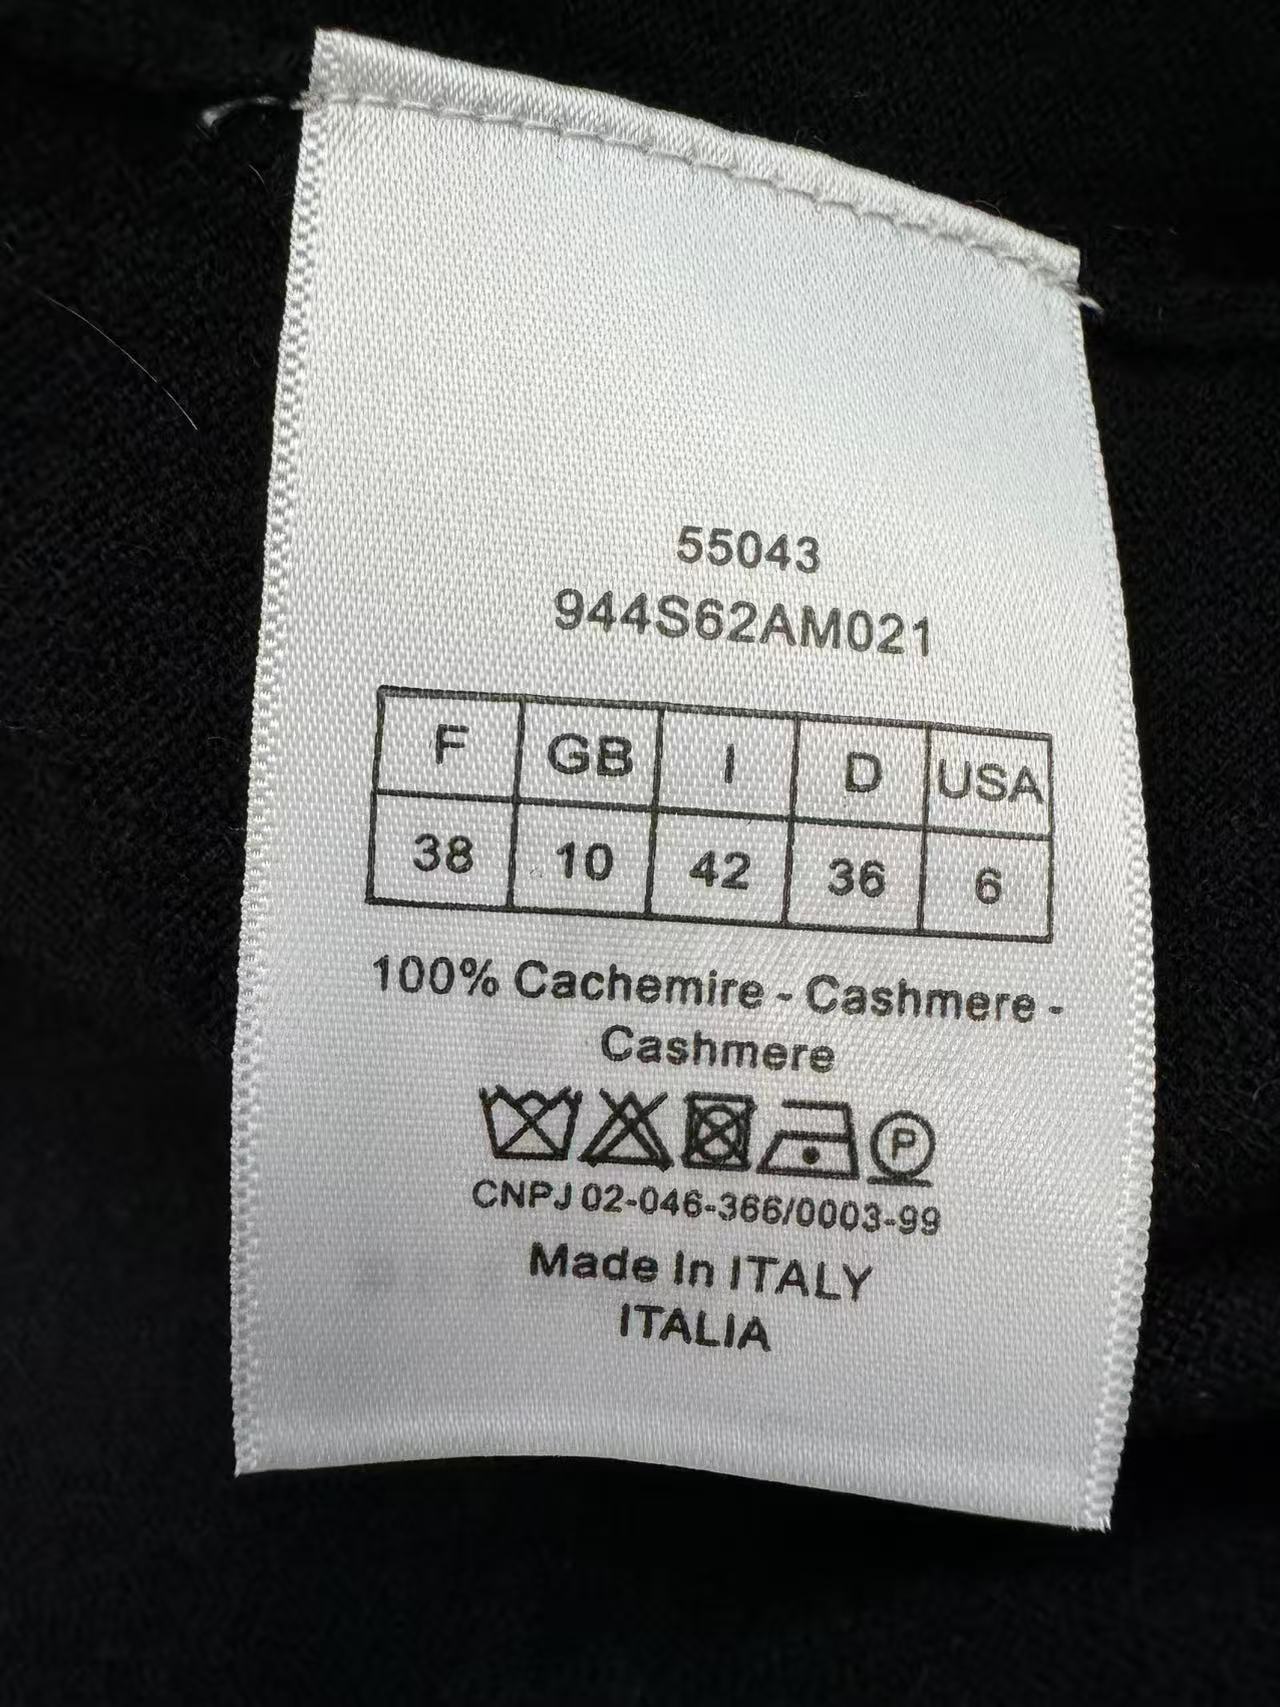 55043
944S62AM021
F GB I D USA
38 10 42 36 6
100% Cachemire - Cashmere -
Cashmere
P
CNPJ 02-046-366/0003-99
Made In ITALY
ITALIA